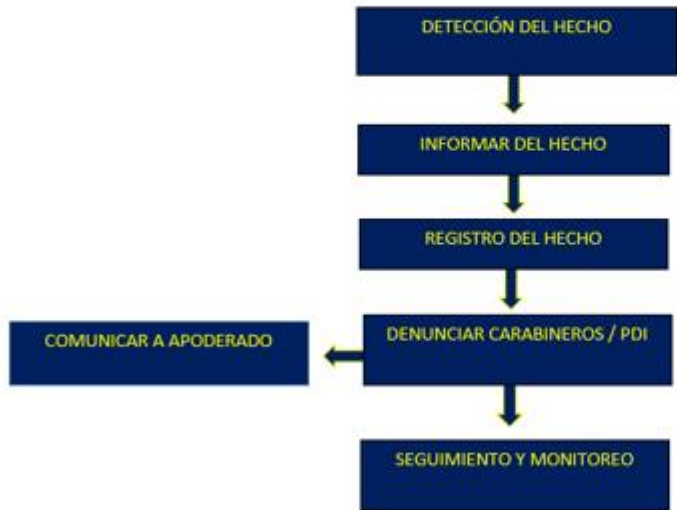 DETECCIÓN DEL HECHO
INFORMAR DEL HECHO
REGISTRO DEL HECHO
COMUNICAR A APODERADO
DENUNCIAR CARABINEROS / PDI
SEGUIMIENTO Y MONITOREO